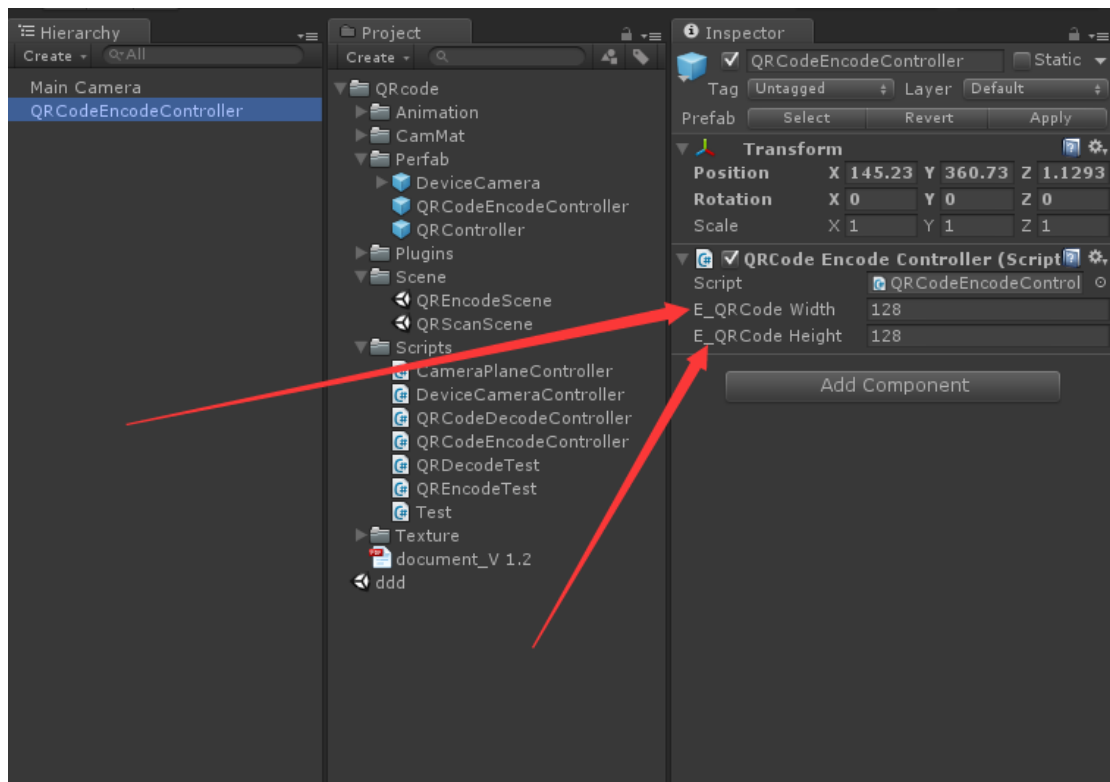 Hierarchy
Create
All
Main Camera
QRCodeEncodeController
Project
Create
QRcode
Animation
CamMat
Perfab
DeviceCamera
QRCodeEncodeController
QRController
Plugins
Scene
QREncodeScene
QRScanScene
Scripts
CameraPlaneController
DeviceCameraController
QRCodeDecodeController
QRCodeEncodeController
QRDecodeTest
QREncodeTest
Test
Texture
document_V 1.2
ddd
Inspector
QRCodeEncodeController Static
Tag Untagged Layer Default
Prefab Select Revert Apply
Transform
Position X 145.23 Y 360.73 Z 1.1293
Rotation X 0 Y 0 Z 0
Scale X 1 Y 1 Z 1
QRCode Encode Controller (Script
Script QRCodeEncodeControl
E_QRCode Width 128
E_QRCode Height 128
Add Component